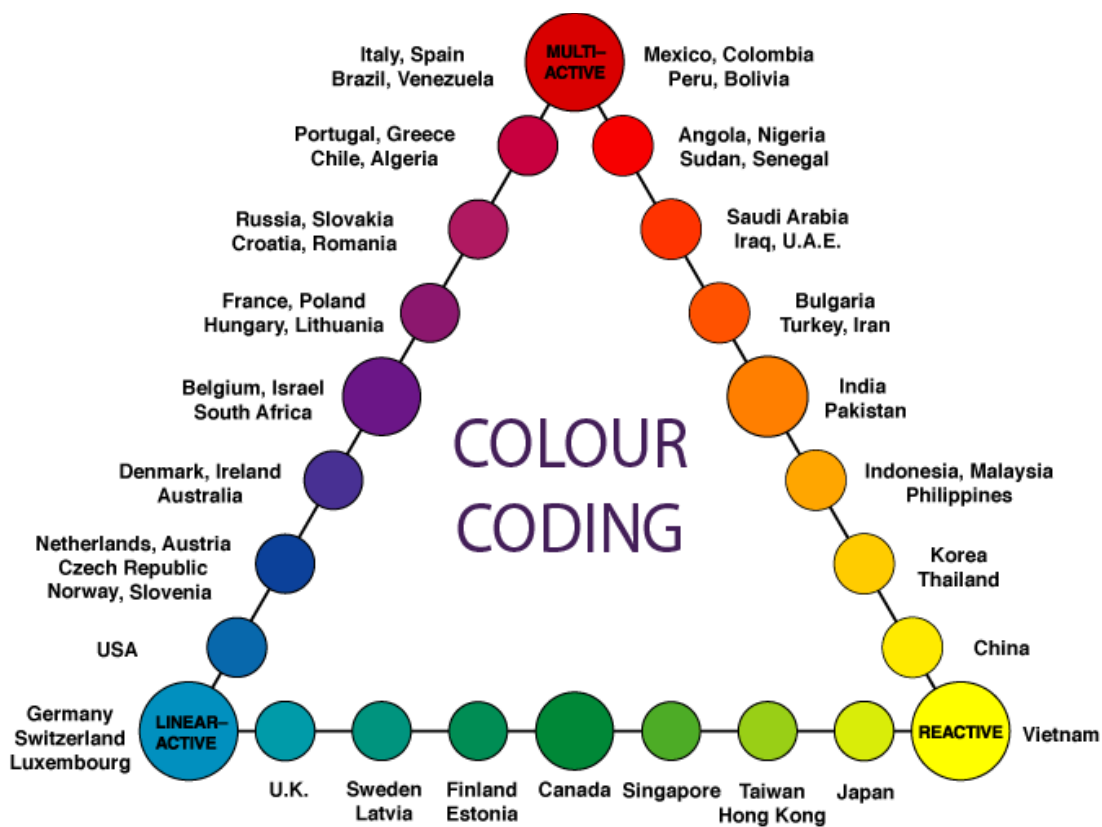 Italy, Spain
Brazil, Venezuela
MULTI–
ACTIVE
Mexico, Colombia
Peru, Bolivia
Portugal, Greece
Chile, Algeria
Angola, Nigeria
Sudan, Senegal
Russia, Slovakia
Croatia, Romania
Saudi Arabia
Iraq, U.A.E.
France, Poland
Hungary, Lithuania
Bulgaria
Turkey, Iran
Belgium, Israel
South Africa
India
Pakistan
COLOUR
CODING
Denmark, Ireland
Australia
Indonesia, Malaysia
Philippines
Netherlands, Austria
Czech Republic
Norway, Slovenia
Korea
Thailand
USA
China
Germany
Switzerland
Luxembourg
LINEAR–
ACTIVE
REACTIVE
Vietnam
U.K.
Sweden
Latvia
Finland
Estonia
Canada
Singapore
Taiwan
Hong Kong
Japan